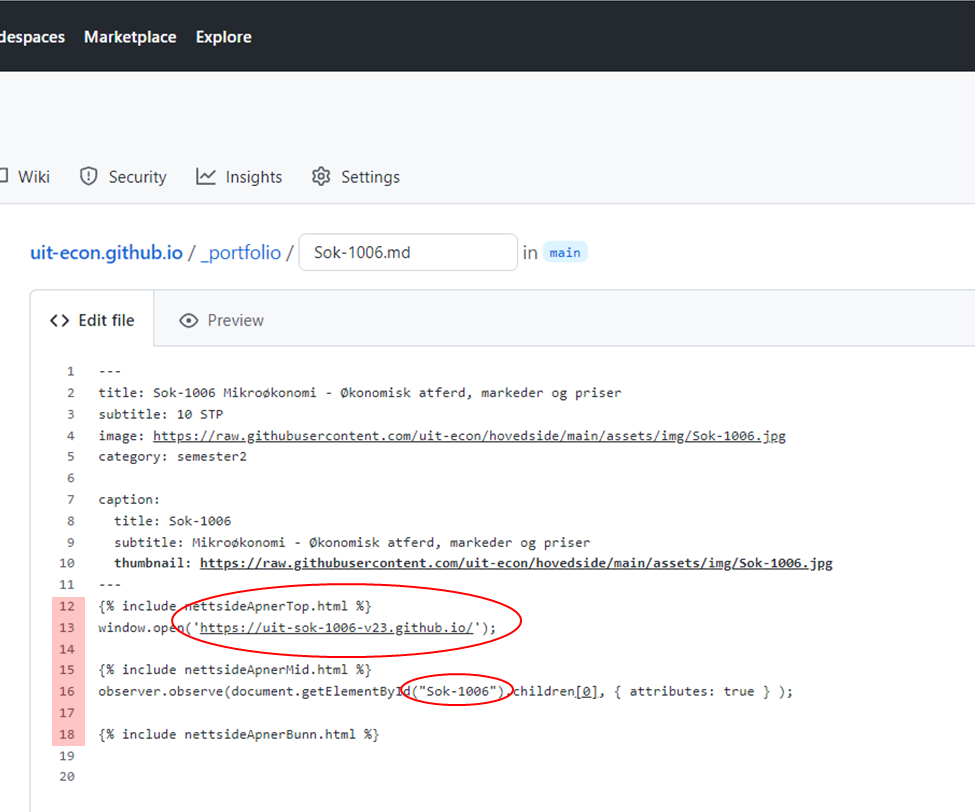 despaces Marketplace Explore
Wiki Security Insights Settings
uit-econ.github.io / _portfolio / Sok-1006.md in main
<> Edit file Preview
1 ---
2 title: Sok-1006 Mikroøkonomi - Økonomisk atferd, markeder og priser
3 subtitle: 10 STP
4 image: https://raw.githubusercontent.com/uit-econ/hovedside/main/assets/img/Sok-1006.jpg
5 category: semester2
6
7 caption:
8 title: Sok-1006
9 subtitle: Mikroøkonomi - Økonomisk atferd, markeder og priser
10 thumbnail: https://raw.githubusercontent.com/uit-econ/hovedside/main/assets/img/Sok-1006.jpg
11 ---
12 {% include nettsideApnerTop.html %}
13 window.open('https://uit-sok-1006-v23.github.io/');
14
15 {% include nettsideApnerMid.html %}
16 observer.observe(document.getElementById("Sok-1006").children[0], { attributes: true } );
17
18 {% include nettsideApnerBunn.html %}
19
20